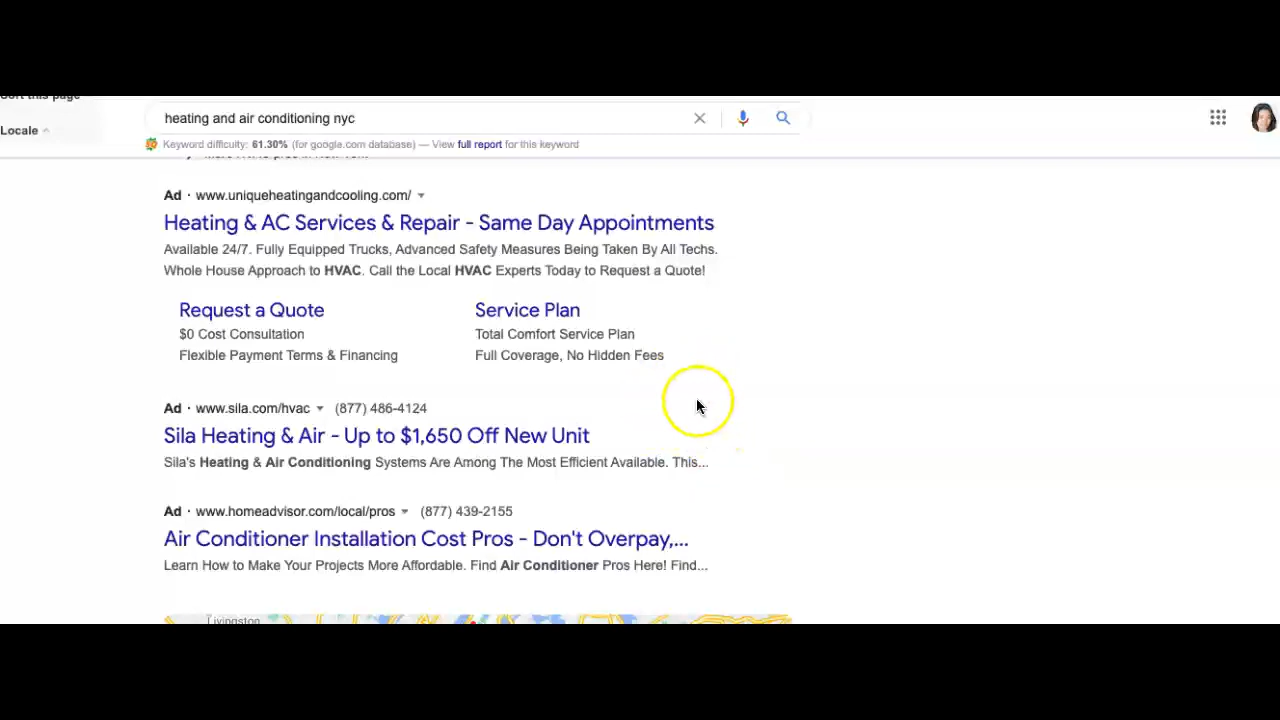 Sort this page
heating and air conditioning nyc
Locale
Keyword difficulty: 61.30% (for google.com database) — View full report for this keyword
Ad · www.uniqueheatingandcooling.com/
Heating & AC Services & Repair - Same Day Appointments
Available 24/7. Fully Equipped Trucks, Advanced Safety Measures Being Taken By All Techs.
Whole House Approach to HVAC. Call the Local HVAC Experts Today to Request a Quote!
Request a Quote
$0 Cost Consultation
Flexible Payment Terms & Financing
Service Plan
Total Comfort Service Plan
Full Coverage, No Hidden Fees
Ad · www.sila.com/hvac (877) 486-4124
Sila Heating & Air - Up to $1,650 Off New Unit
Sila's Heating & Air Conditioning Systems Are Among The Most Efficient Available. This...
Ad · www.homeadvisor.com/local/pros (877) 439-2155
Air Conditioner Installation Cost Pros - Don't Overpay,...
Learn How to Make Your Projects More Affordable. Find Air Conditioner Pros Here! Find...
Livingston